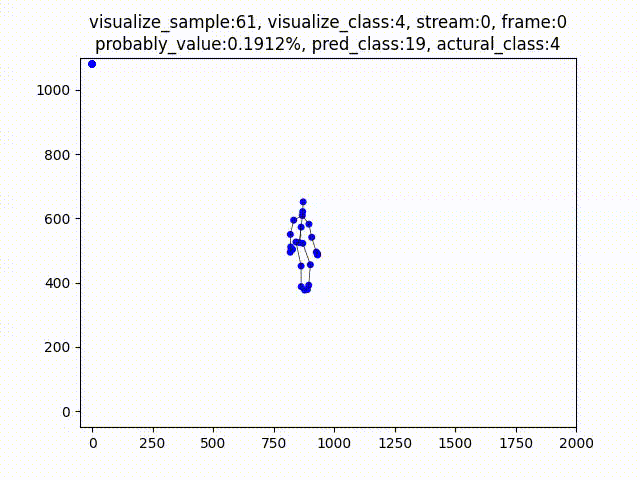 visualize_sample:61, visualize_class:4, stream:0, frame:0
probably_value:0.1912%, pred_class:19, actural_class:4
1000
800
600
400
200
0
0 250 500 750 1000 1250 1500 1750 2000